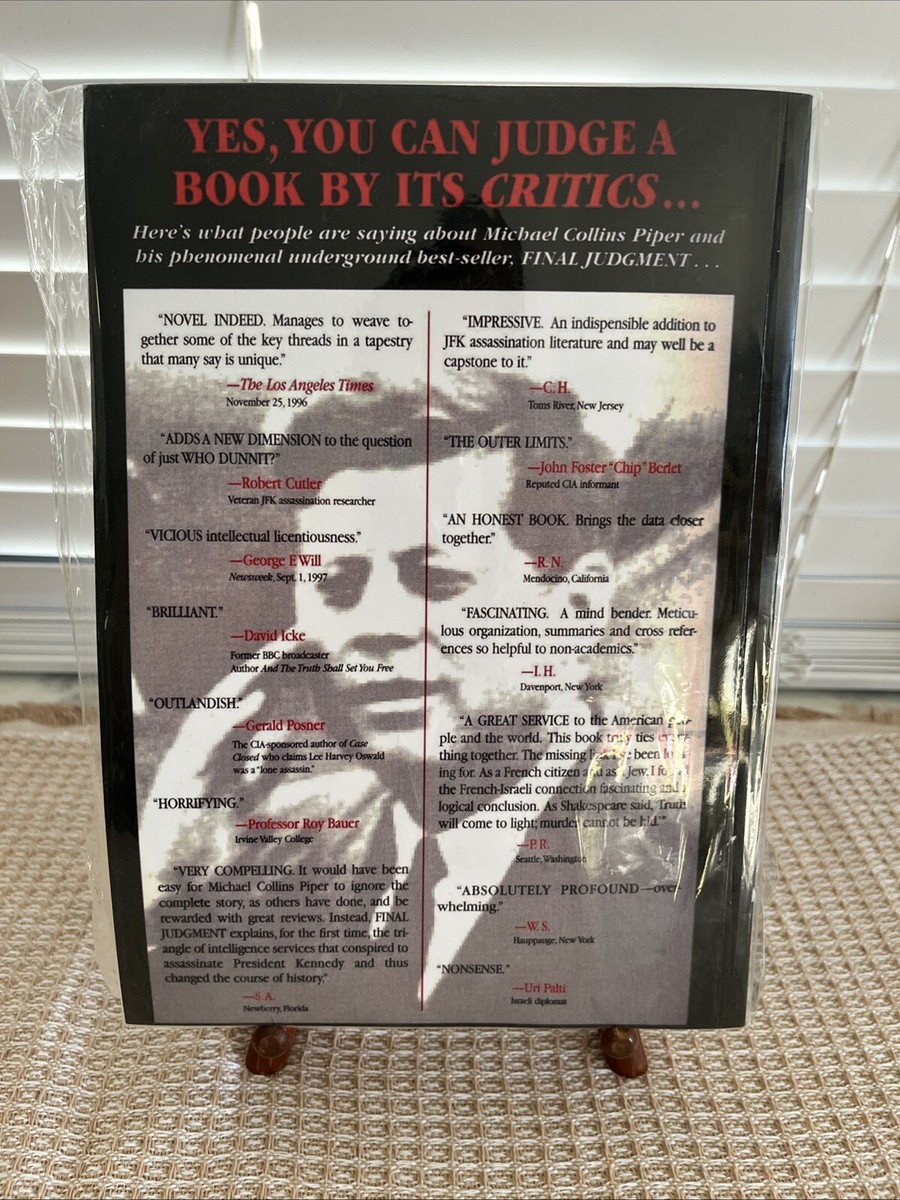 YES, YOU CAN JUDGE A
BOOK BY ITS CRITICS...
Here's what people are saying about Michael Collins Piper and
his phenomenal underground best-seller, FINAL JUDGMENT...
"NOVEL INDEED. Manages to weave to-
gether some of the key threads in a tapestry
that many say is unique."
—The Los Angeles Times
November 25, 1996
"ADDS A NEW DIMENSION to the question
of just WHO DUNNIT?"
—Robert Cutler
Veteran JFK assassination researcher
"VICIOUS intellectual licentiousness."
—George F. Will
Newsweek, Sept. 1, 1997
"BRILLIANT."
—David Icke
Former BBC broadcaster
Author And The Truth Shall Set You Free
"OUTLANDISH."
—Gerald Posner
The CIA-sponsored author of Case
Closed who claims Lee Harvey Oswald
was a "lone assassin."
"HORRIFYING."
—Professor Roy Bauer
Irvine Valley College
"VERY COMPELLING. It would have been
easy for Michael Collins Piper to ignore the
complete story, as others have done, and be
rewarded with great reviews. Instead, FINAL
JUDGMENT explains, for the first time, the tri-
angle of intelligence services that conspired to
assassinate President Kennedy and thus
changed the course of history."
—S.A.
Newberry, Florida
"IMPRESSIVE. An indispensible addition to
JFK assassination literature and may well be a
capstone to it."
—C. H.
Toms River, New Jersey
"THE OUTER LIMITS."
—John Foster "Chip" Berlet
Reputed CIA informant
"AN HONEST BOOK. Brings the data closer
together."
—R. N.
Mendocino, California
"FASCINATING. A mind bender. Meticu-
lous organization, summaries and cross refer-
ences so helpful to non-academics."
—I. H.
Davenport, New York
"A GREAT SERVICE to the American
ple and the world. This book truly ties
thing together. The missing been
ing for. As a French citizen and as a Jew, I
the French-Israeli connection fascinating and
logical conclusion. As Shakespeare said, 'Truth
will come to light; murder cannot be hid.'"
—P. R.
Seattle, Washington
"ABSOLUTELY PROFOUND—over-
whelming."
—W. S.
Hauppauge, New York
"NONSENSE."
—Uri Palti
Israeli diplomat